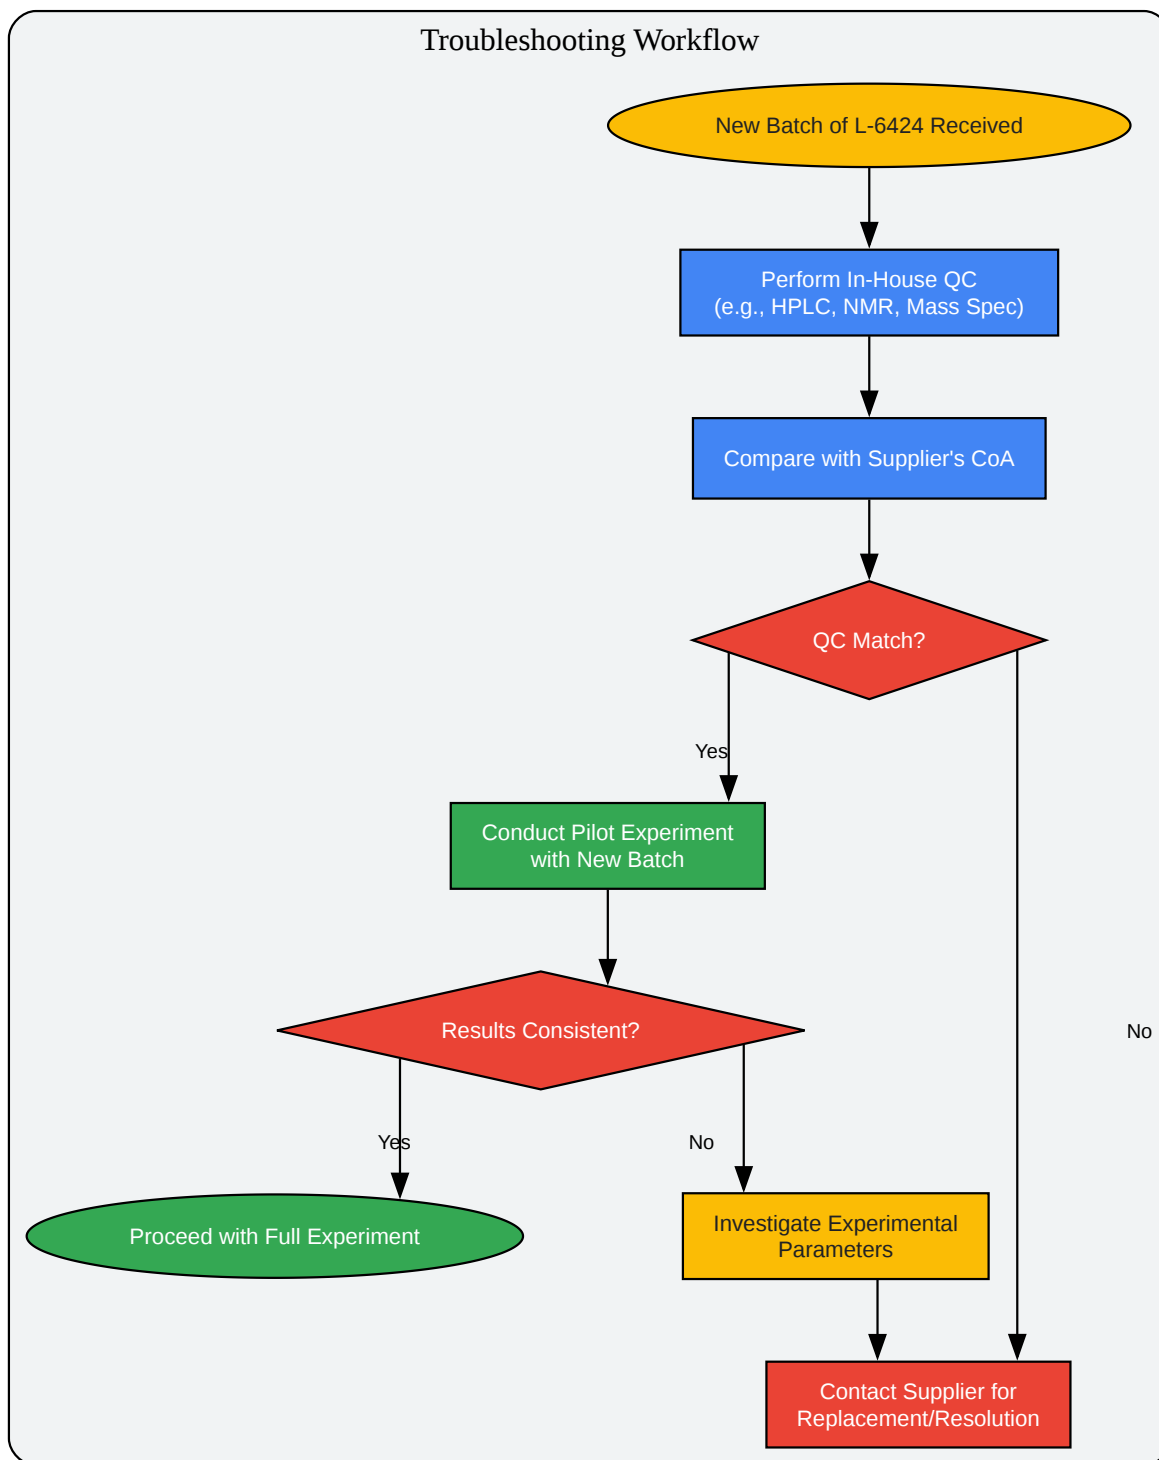 Troubleshooting Workflow
New Batch of L-6424 Received
Perform In-House QC
(e.g., HPLC, NMR, Mass Spec)
Compare with Supplier's CoA
QC Match?
Yes
Conduct Pilot Experiment
with New Batch
Results Consistent?
No
Yes
No
Proceed with Full Experiment
Investigate Experimental
Parameters
Contact Supplier for
Replacement/Resolution